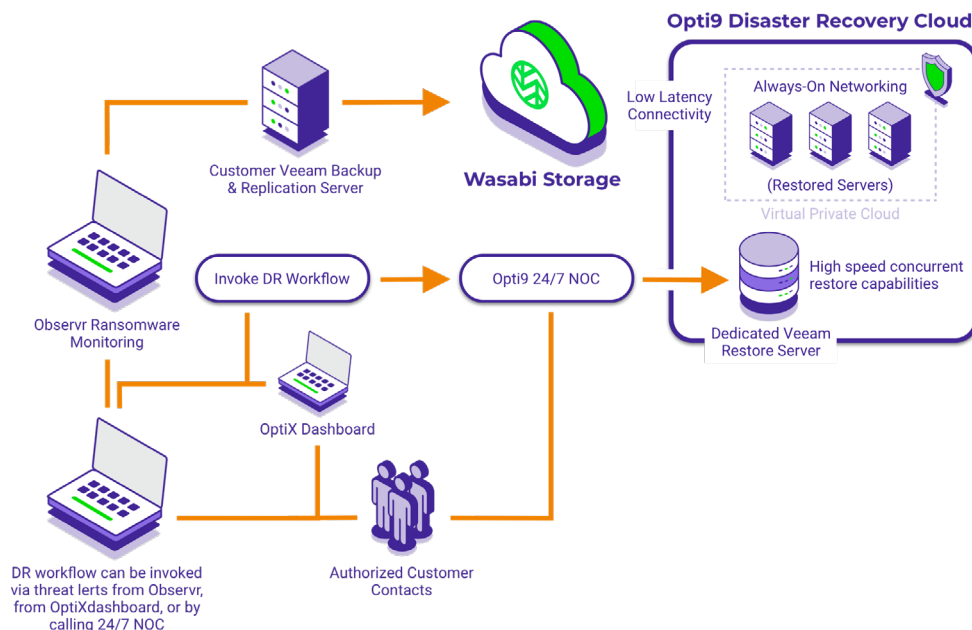 Opti9 Disaster Recovery Cloud
Always-On Networking
Low Latency
Connectivity
(Restored Servers)
Virtual Private Cloud
Customer Veeam Backup
& Replication Server
Wasabi Storage
Invoke DR Workflow
Opti9 24/7 NOC
High speed concurrent
restore capabilities
Observr Ransomware
Monitoring
Dedicated Veeam
Restore Server
OptiX Dashboard
DR workflow can be invoked
via threat lerts from Observr,
from OptiXdashboard, or by
calling 24/7 NOC
Authorized Customer
Contacts